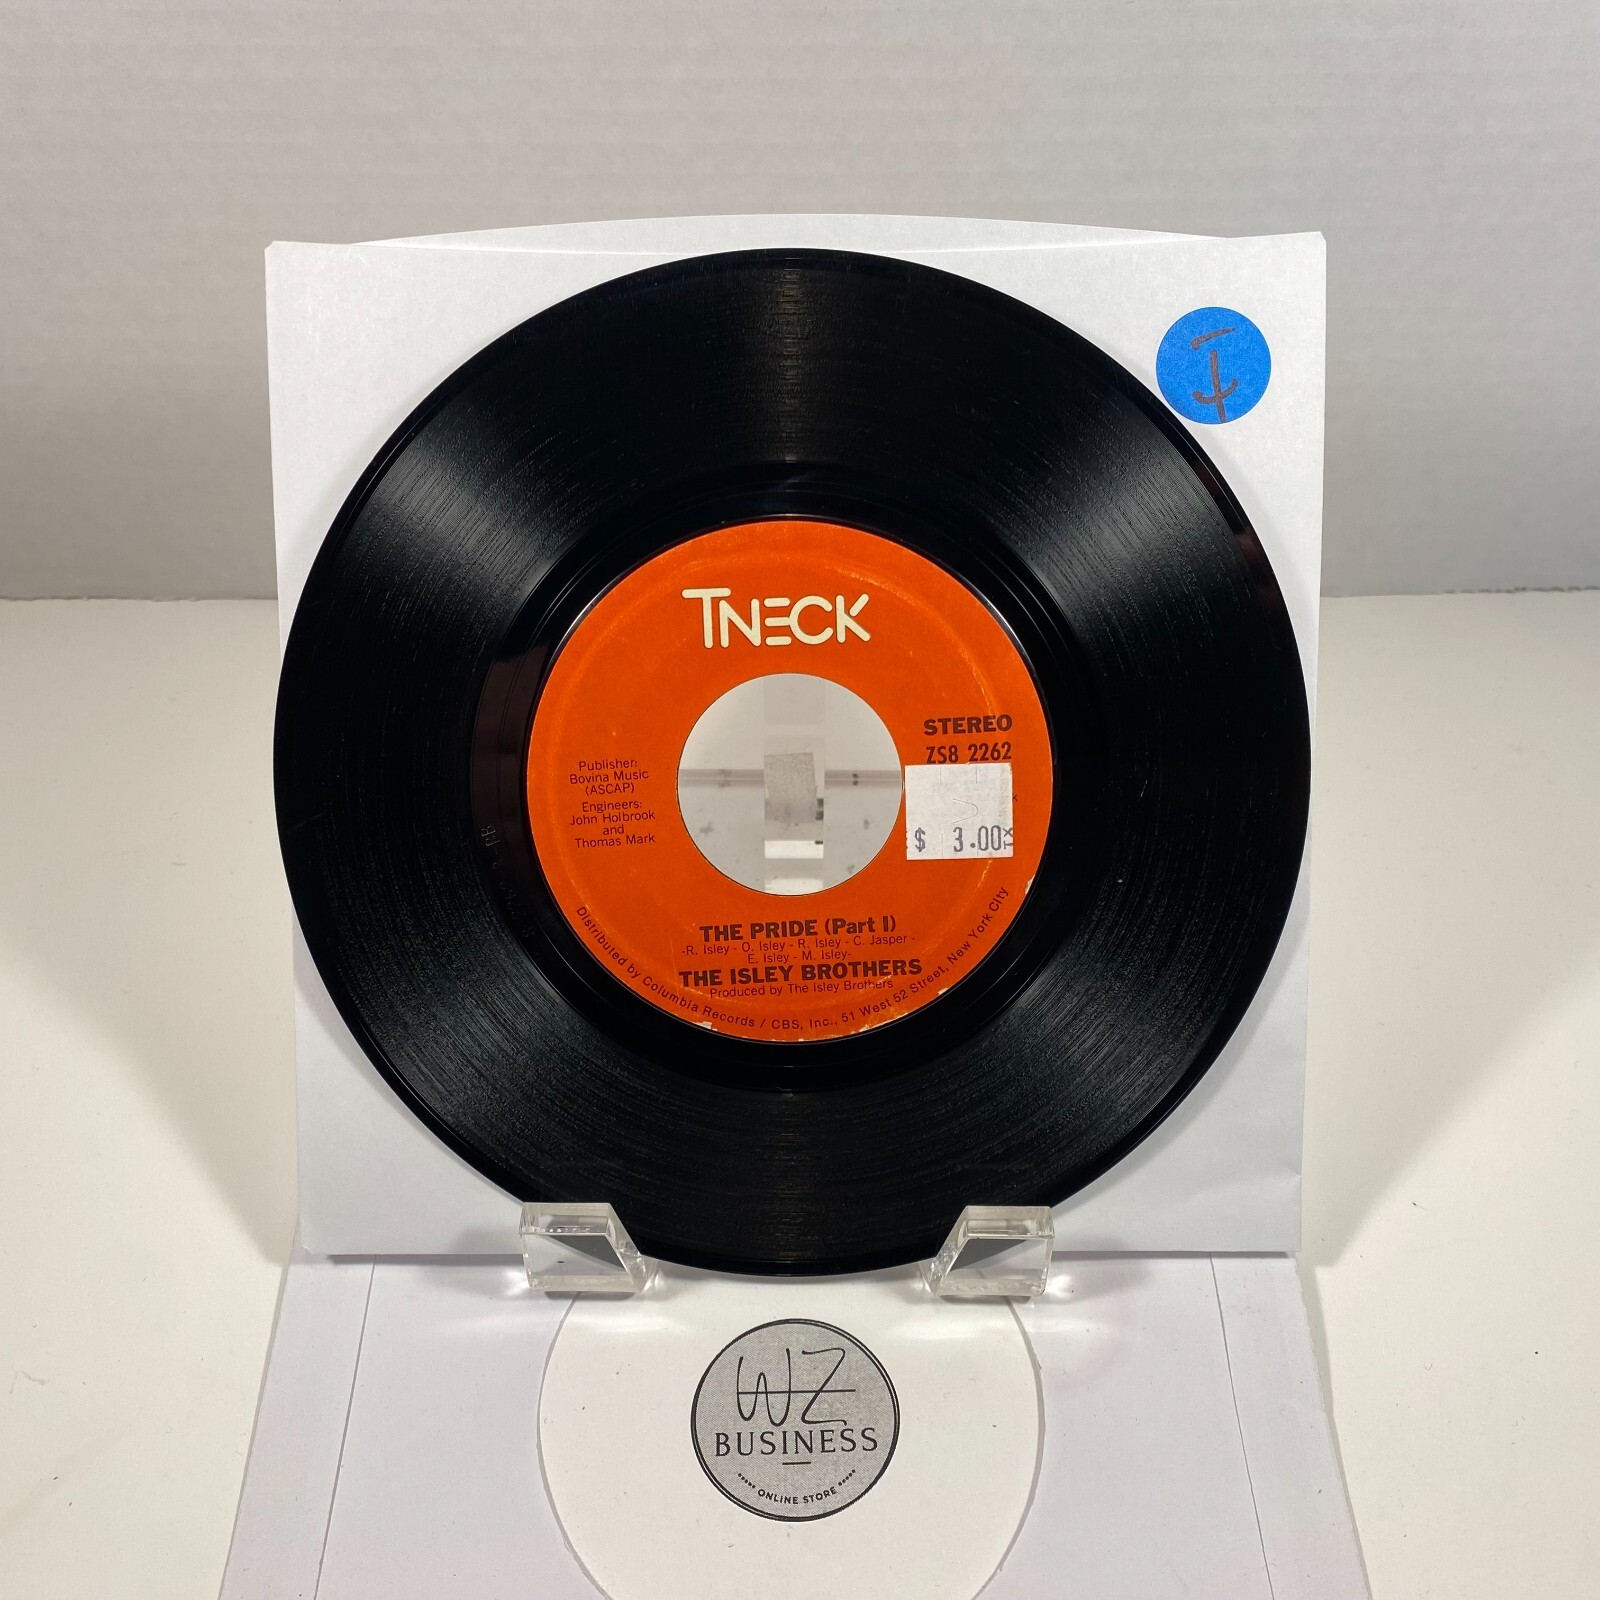 TNECK
STEREO
ZS8 2262
Publisher:
Bovina Music
(ASCAP)
Engineers:
John Holbrook
and
Thomas Mark
$ 3.00
THE PRIDE (Part I)
-R. Isley - O. Isley - R. Isley - C. Jasper -
E. Isley - M. Isley-
THE ISLEY BROTHERS
Produced by The Isley Brothers
Distributed by Columbia Records / CBS, Inc., 51 West 52 Street, New York City
WZ
BUSINESS
ONLINE STORE